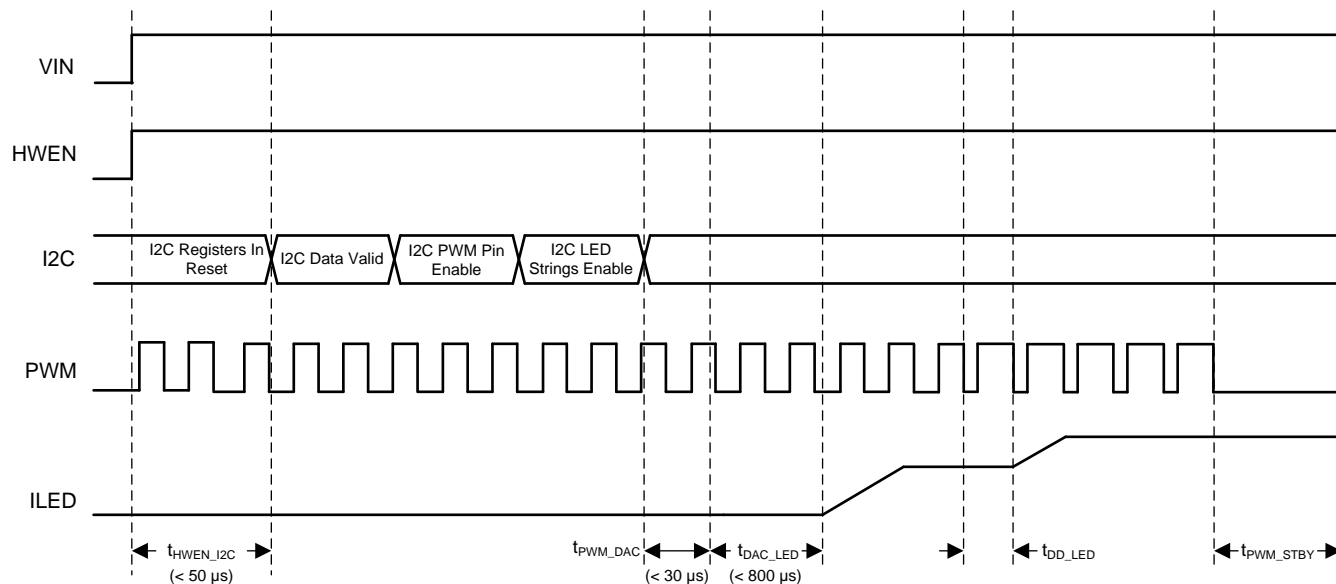 VIN
HWEN
I2C
I2C Registers In
Reset
I2C Data Valid
I2C PWM Pin
Enable
I2C LED
Strings Enable
PWM
ILED
tHWEN_I2C
(< 50 µs)
tPWM_DAC
(< 30 µs)
tDAC_LED
(< 800 µs)
tDD_LED
tPWM_STBY